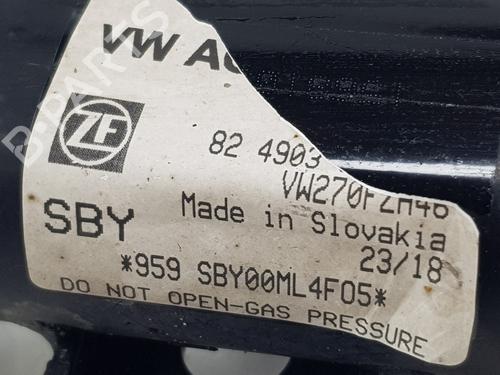 VW AG
ZF
82 4903
VW270FZH46
SBY
Made in Slovakia
23/18
*959 SBY00ML4F05*
DO NOT OPEN-GAS PRESSURE
B-PARTS